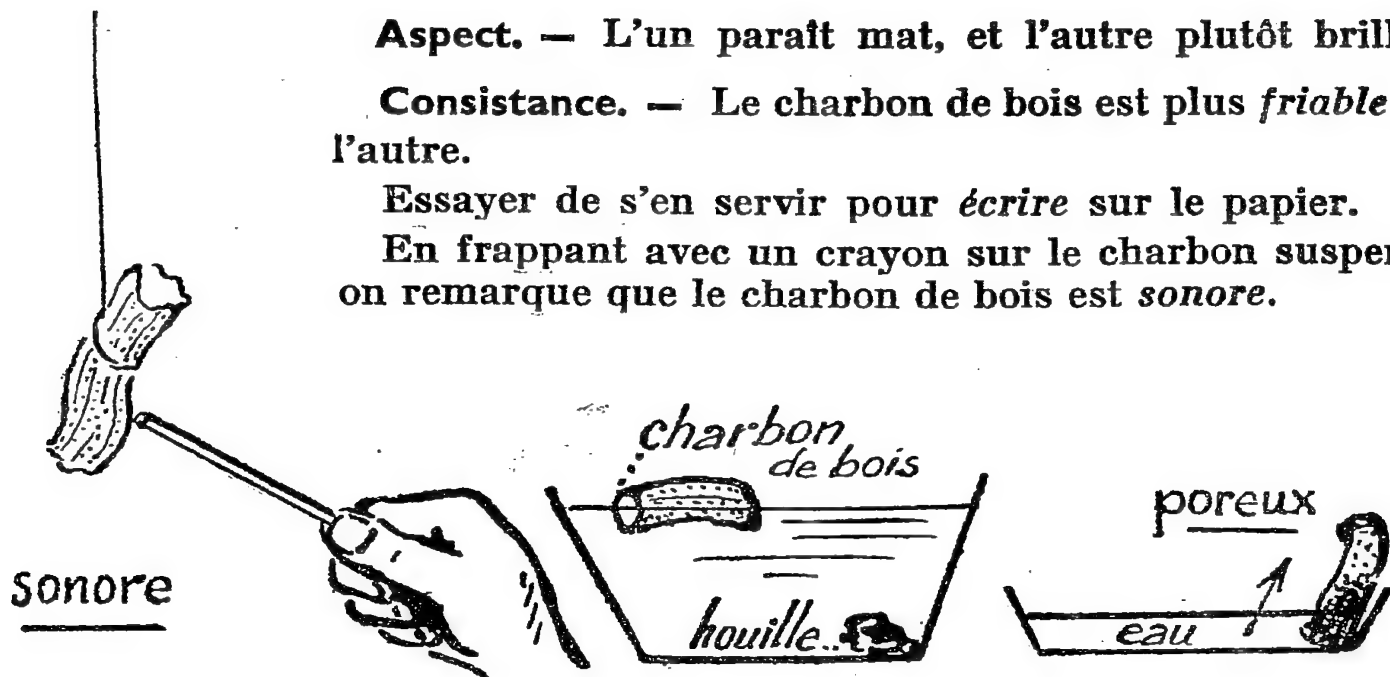 Aspect. — L'un paraît mat, et l'autre plutôt brill
Consistance. — Le charbon de bois est plus friable
l'autre.
Essayer de s'en servir pour écrire sur le papier.
En frappant avec un crayon sur le charbon suspe
on remarque que le charbon de bois est sonore.
charbon
de bois
poreux
sonore
houille..
eau